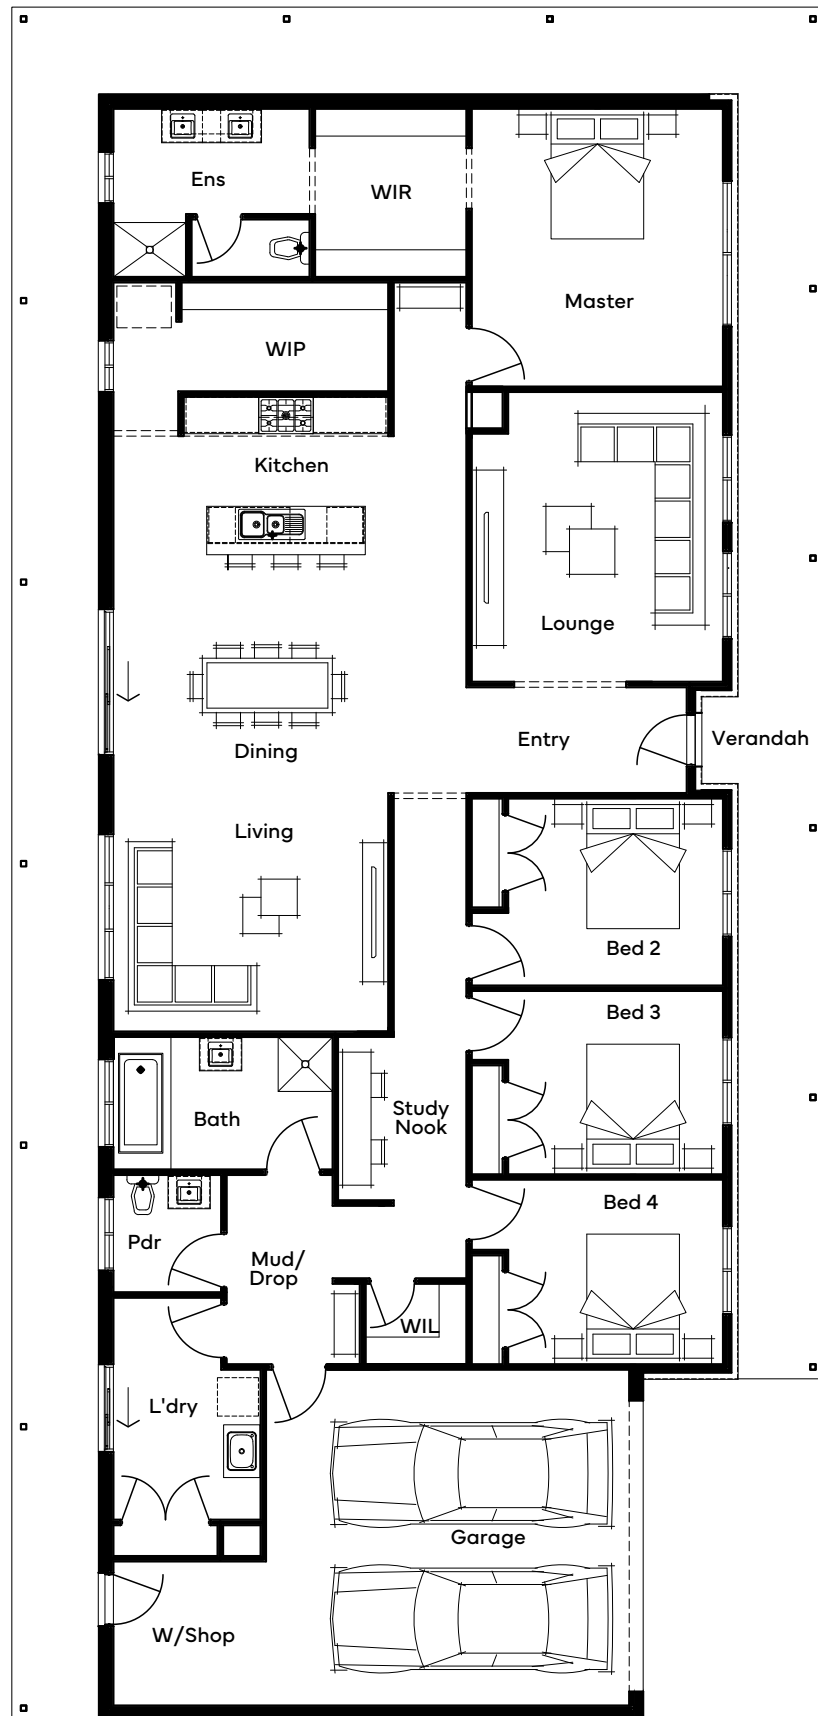 Ens
WIR
Master
WIP
Kitchen
Lounge
Entry
Verandah
Dining
Living
Bed 2
Bed 3
Study
Nook
Bath
Bed 4
Pdr
Mud/
Drop
WIL
L'dry
Garage
W/Shop